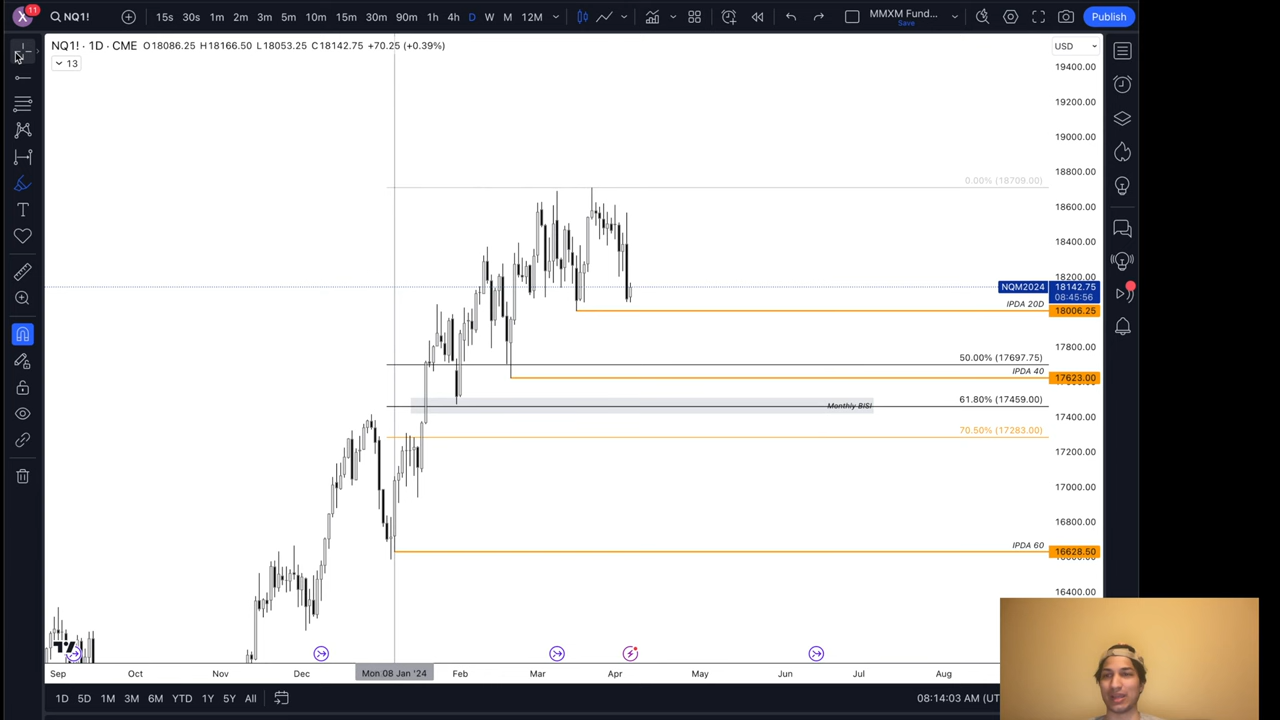 X 11 NQ1! 15s 30s 1m 2m 3m 5m 10m 15m 30m 90m 1h 4h D W M 12M MMXM Fund... Save Publish
NQ1! · 1D · CME O18086.25 H18166.50 L18053.25 C18142.75 +70.25 (+0.39%) USD
13
19400.00
19200.00
19000.00
18800.00
0.00% (18709.00)
18600.00
18400.00
18200.00
NQM2024 18142.75
08:45:56
IPDA 20D
18006.25
17800.00
50.00% (17697.75)
IPDA 40
17623.00
61.80% (17459.00)
Monthly BISI
17400.00
70.50% (17283.00)
17200.00
17000.00
16800.00
IPDA 60
16628.50
16400.00
Sep Oct Nov Dec Mon 08 Jan '24 Feb Mar Apr May Jun Jul Aug
1D 5D 1M 3M 6M YTD 1Y 5Y All 08:14:03 AM (UT